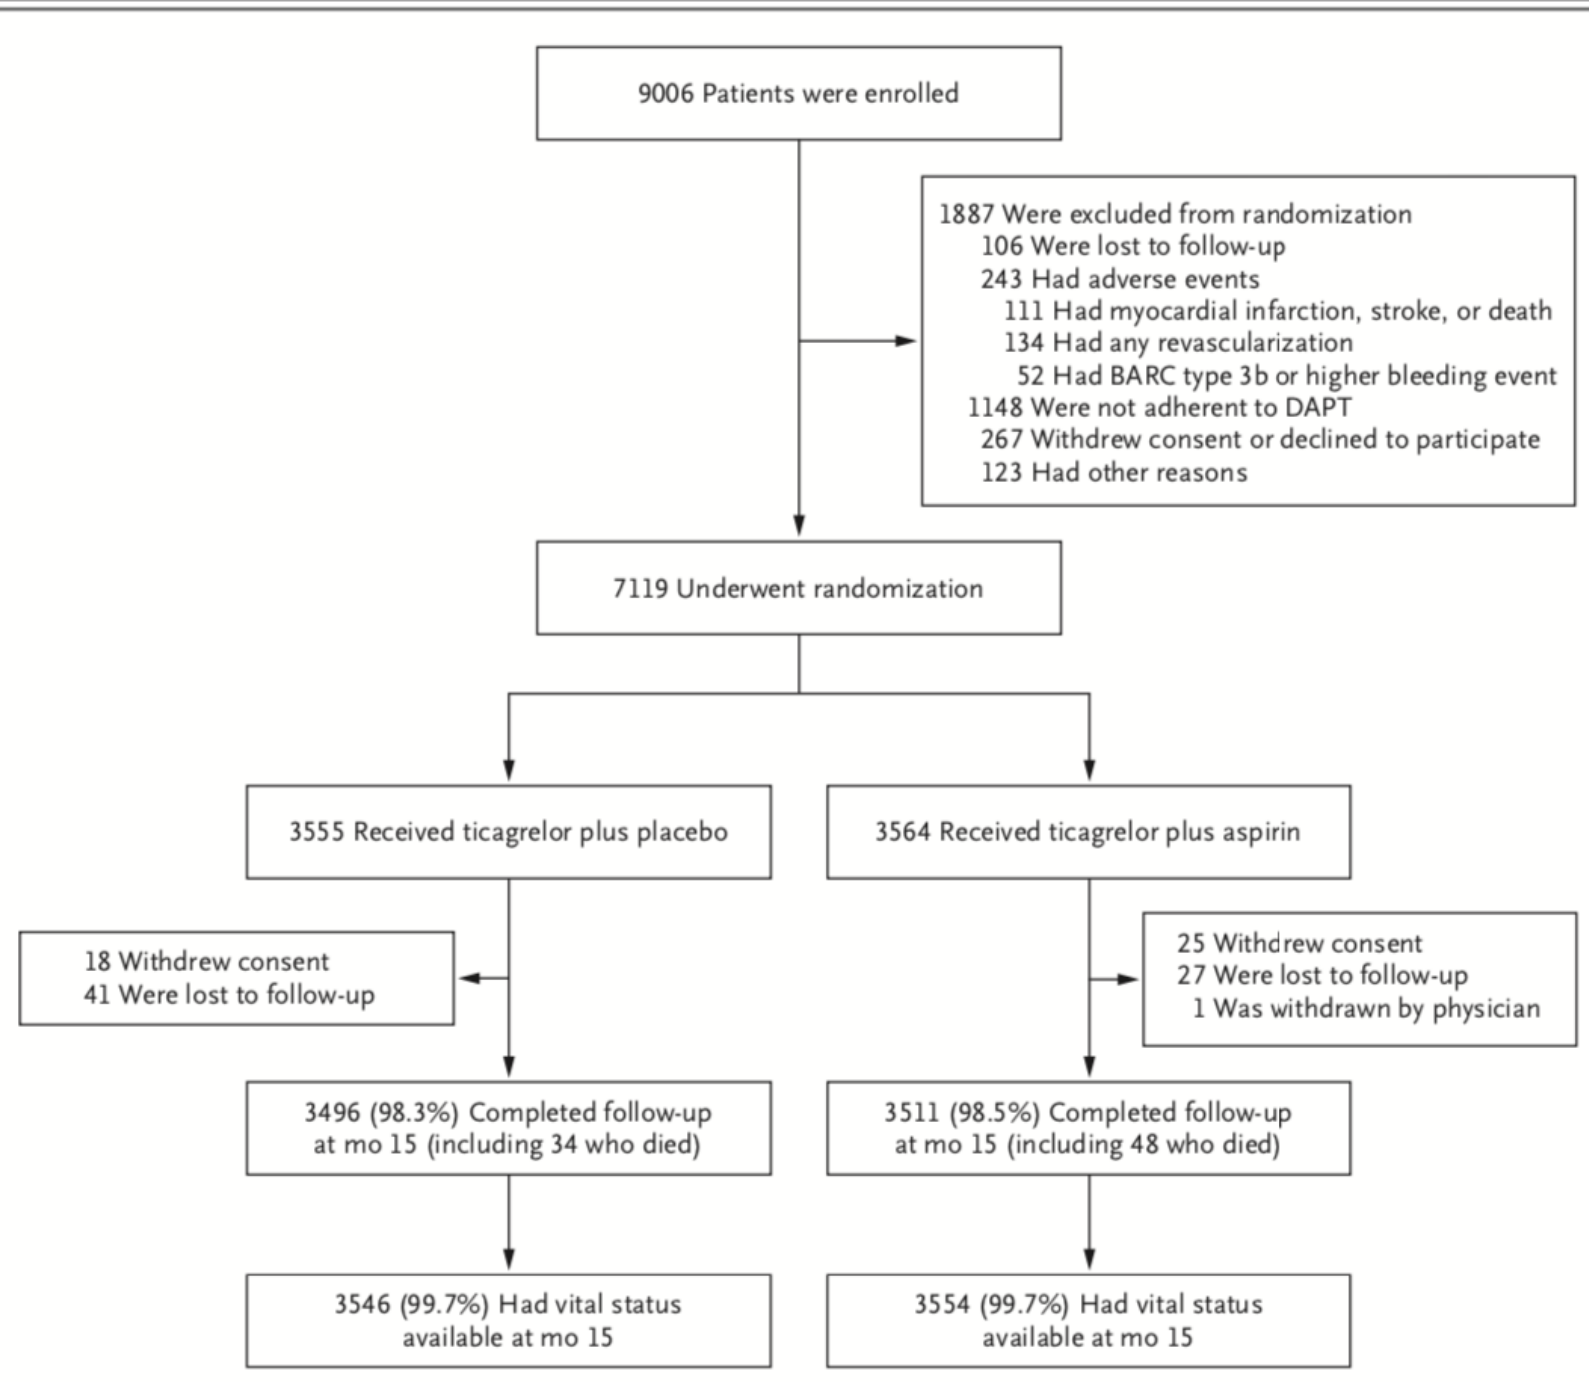 9006 Patients were enrolled
1887 Were excluded from randomization
106 Were lost to follow-up
243 Had adverse events
111 Had myocardial infarction, stroke, or death
134 Had any revascularization
52 Had BARC type 3b or higher bleeding event
1148 Were not adherent to DAPT
267 Withdrew consent or declined to participate
123 Had other reasons
7119 Underwent randomization
3555 Received ticagrelor plus placebo
3564 Received ticagrelor plus aspirin
18 Withdrew consent
41 Were lost to follow-up
25 Withdrew consent
27 Were lost to follow-up
1 Was withdrawn by physician
3496 (98.3%) Completed follow-up
at mo 15 (including 34 who died)
3511 (98.5%) Completed follow-up
at mo 15 (including 48 who died)
3546 (99.7%) Had vital status
available at mo 15
3554 (99.7%) Had vital status
available at mo 15